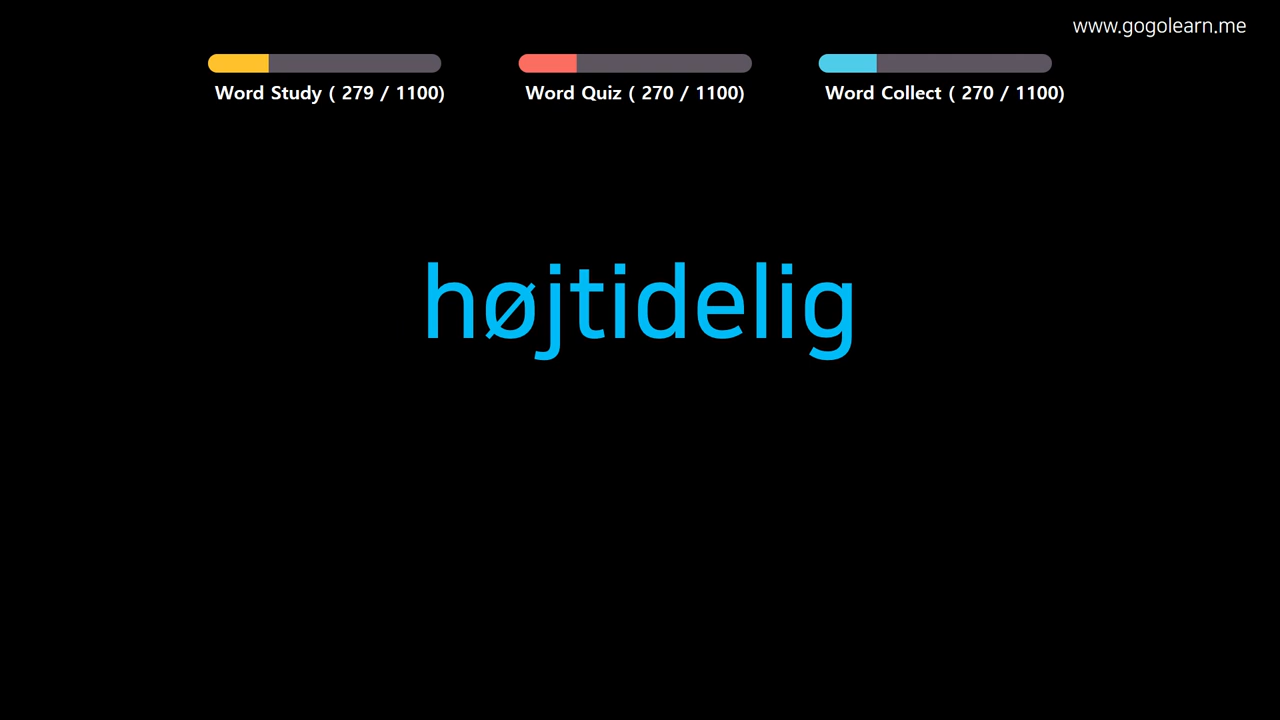 www.gogolearn.me
Word Study ( 279 / 1100)
Word Quiz ( 270 / 1100)
Word Collect ( 270 / 1100)
højtidelig